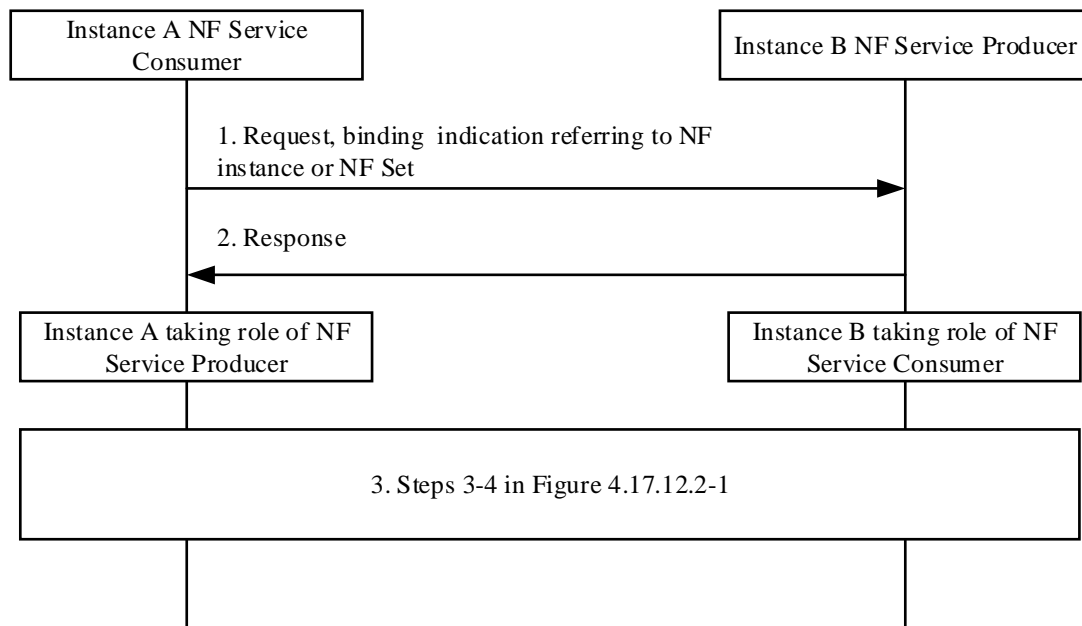 Instance A NF Service
Consumer
Instance B NF Service Producer
1. Request, binding indication referring to NF
instance or NF Set
2. Response
Instance A taking role of NF
Service Producer
Instance B taking role of NF
Service Consumer
3. Steps 3-4 in Figure 4.17.12.2-1